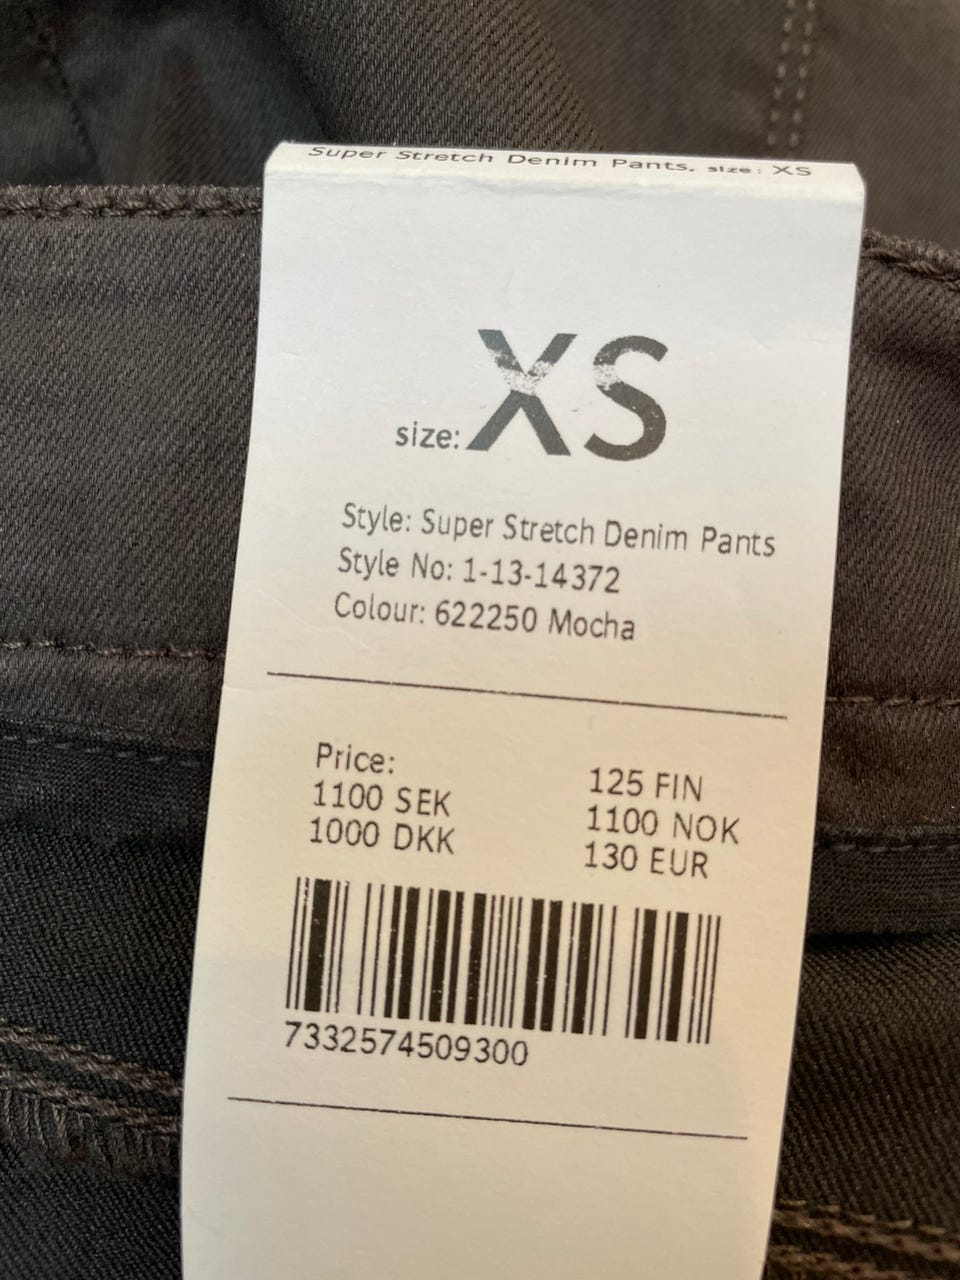 Super Stretch Denim Pants, size: XS
size: XS
Style: Super Stretch Denim Pants
Style No: 1-13-14372
Colour: 622250 Mocha
Price:
1100 SEK
1000 DKK
125 FIN
1100 NOK
130 EUR
7332574509300